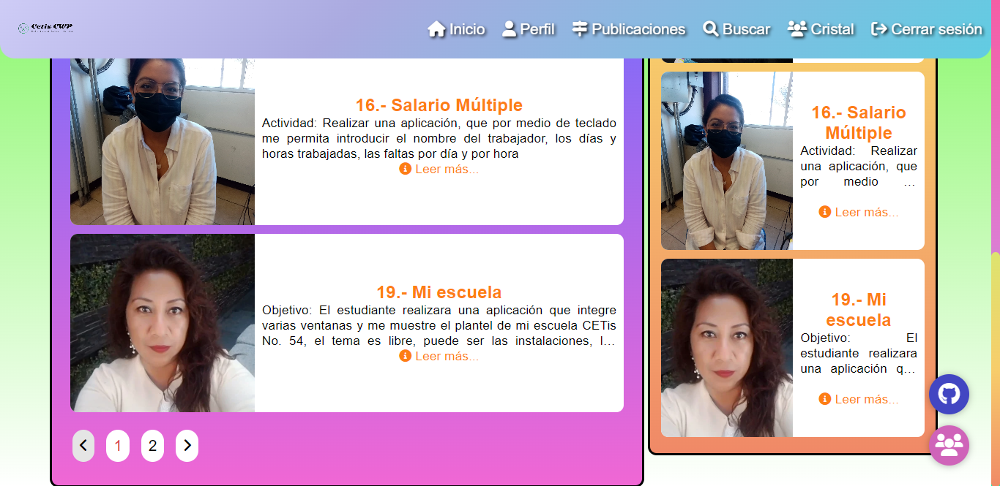 Cetis CWP
Inicio
Perfil
Publicaciones
Buscar
Cristal
Cerrar sesión
16.- Salario Múltiple
Actividad: Realizar una aplicación, que por medio de teclado
me permita introducir el nombre del trabajador, los días y
horas trabajadas, las faltas por día y por hora
Leer más...
19.- Mi escuela
Objetivo: El estudiante realizara una aplicación que integre
varias ventanas y me muestre el plantel de mi escuela CETis
No. 54, el tema es libre, puede ser las instalaciones, l...
Leer más...
1
2
16.- Salario
Múltiple
Actividad: Realizar
una aplicación, que
por medio ...
Leer más...
19.- Mi
escuela
Objetivo: El
estudiante realizara
una aplicación q...
Leer más...